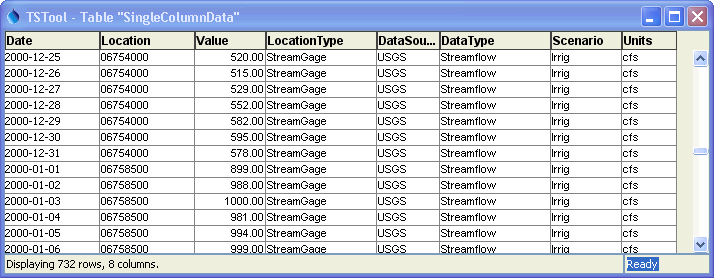 TSTool - Table "SingleColumnData"
Date Location Value LocationType DataSou... DataType Scenario Units
2000-12-25 06754000 520.00 StreamGage USGS Streamflow Irrig cfs
2000-12-26 06754000 515.00 StreamGage USGS Streamflow Irrig cfs
2000-12-27 06754000 529.00 StreamGage USGS Streamflow Irrig cfs
2000-12-28 06754000 552.00 StreamGage USGS Streamflow Irrig cfs
2000-12-29 06754000 582.00 StreamGage USGS Streamflow Irrig cfs
2000-12-30 06754000 595.00 StreamGage USGS Streamflow Irrig cfs
2000-12-31 06754000 578.00 StreamGage USGS Streamflow Irrig cfs
2000-01-01 06758500 899.00 StreamGage USGS Streamflow Irrig cfs
2000-01-02 06758500 988.00 StreamGage USGS Streamflow Irrig cfs
2000-01-03 06758500 1000.00 StreamGage USGS Streamflow Irrig cfs
2000-01-04 06758500 981.00 StreamGage USGS Streamflow Irrig cfs
2000-01-05 06758500 994.00 StreamGage USGS Streamflow Irrig cfs
2000-01-06 06758500 999.00 StreamGage USGS Streamflow Irrig cfs
Displaying 732 rows, 8 columns. Ready